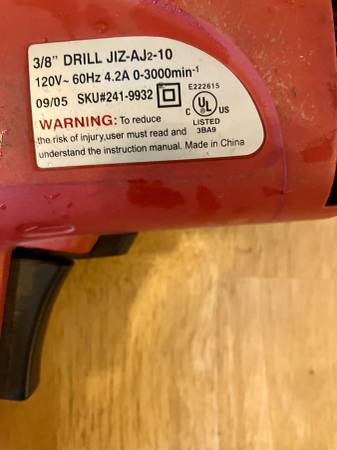 3/8” DRILL JIZ-AJ₂-10
120V~ 60Hz 4.2A 0-3000min⁻¹
09/05 SKU#241-9932
E222615
C UL US
LISTED
3BA9
WARNING: To reduce
the risk of injury,user must read and
understand the instruction manual. Made in China